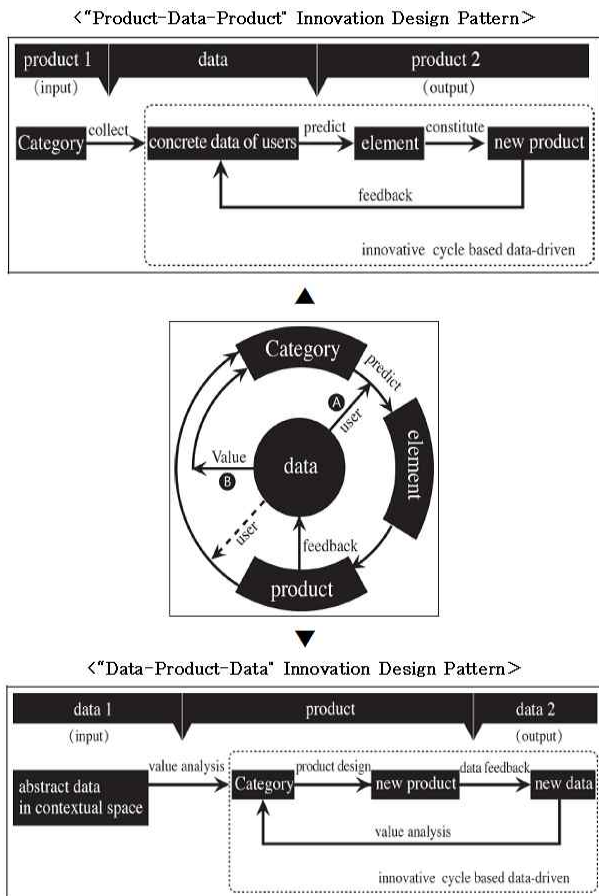 <“Product-Data-Product" Innovation Design Pattern>
product 1 data product 2
(input) (output)
Category collect concrete data of users predict element constitute new product
feedback
innovative cycle based data-driven
▲
Category
predict
A
user
element
Value
B
data
user
feedback
product
▼
<“Data-Product-Data" Innovation Design Pattern>
data 1 product data 2
(input) (output)
abstract data
in contextual space
value analysis Category product design new product data feedback new data
value analysis
innovative cycle based data-driven